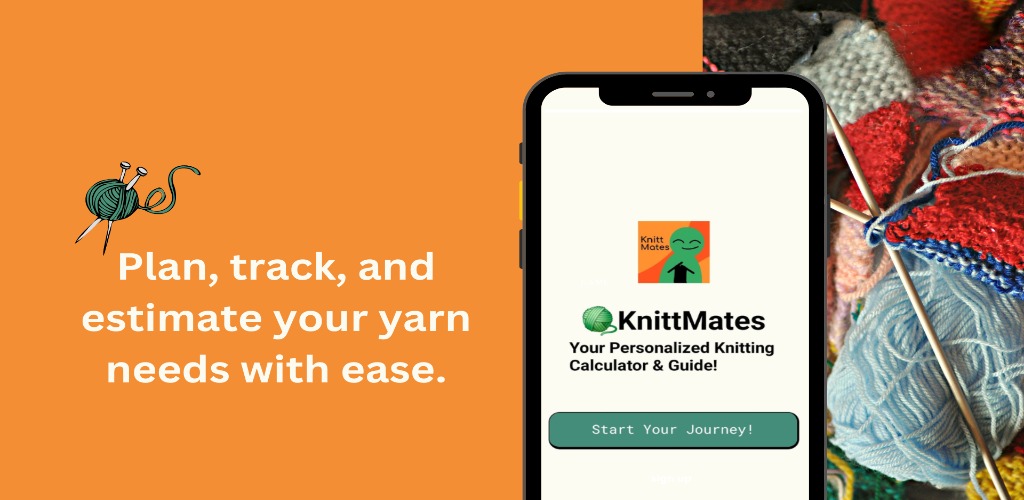 Plan, track, and
estimate your yarn
needs with ease.
Knitt
Mates
KnittMates
Your Personalized Knitting
Calculator & Guide!
Start Your Journey!